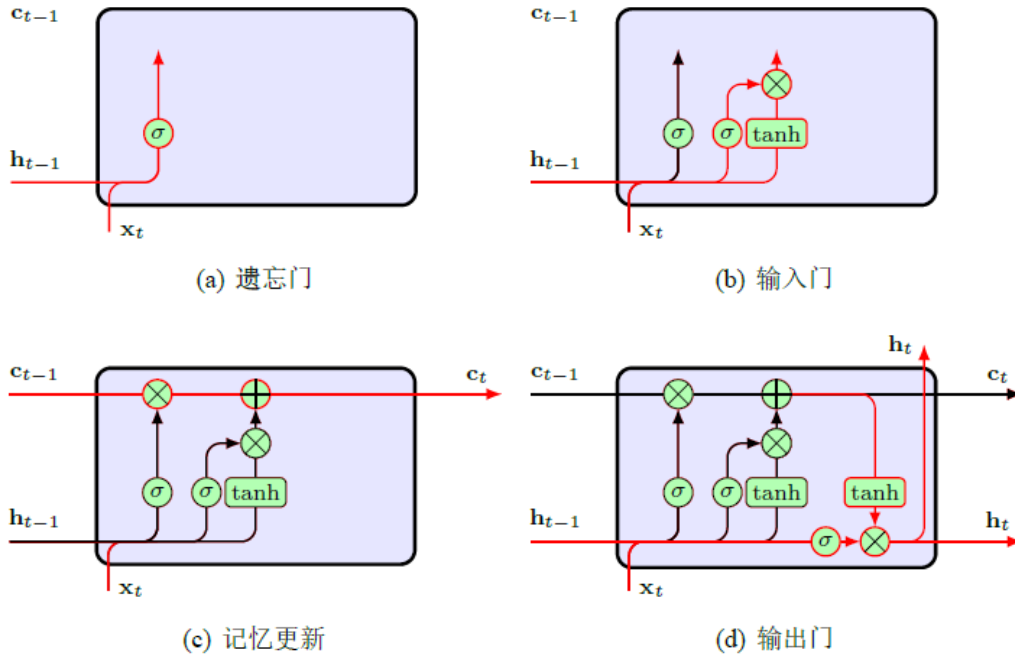 c_{t−1}
σ
h_{t−1}
x_t
(a) 遗忘门
c_{t−1}
σ σ tanh
h_{t−1}
x_t
(b) 输入门
c_{t−1} c_t
σ σ tanh
h_{t−1}
x_t
(c) 记忆更新
h_t
c_{t−1} c_t
σ σ tanh tanh
h_{t−1} σ h_t
x_t
(d) 输出门